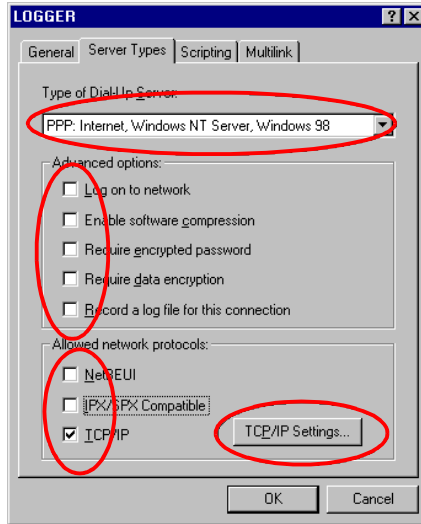 LOGGER
General Server Types Scripting Multilink
Type of Dial-Up Server:
PPP: Internet, Windows NT Server, Windows 98
Advanced options:
Log on to network
Enable software compression
Require encrypted password
Require data encryption
Record a log file for this connection
Allowed network protocols:
NetBEUI
IPX/SPX Compatible
TCP/IP
TCP/IP Settings...
OK Cancel